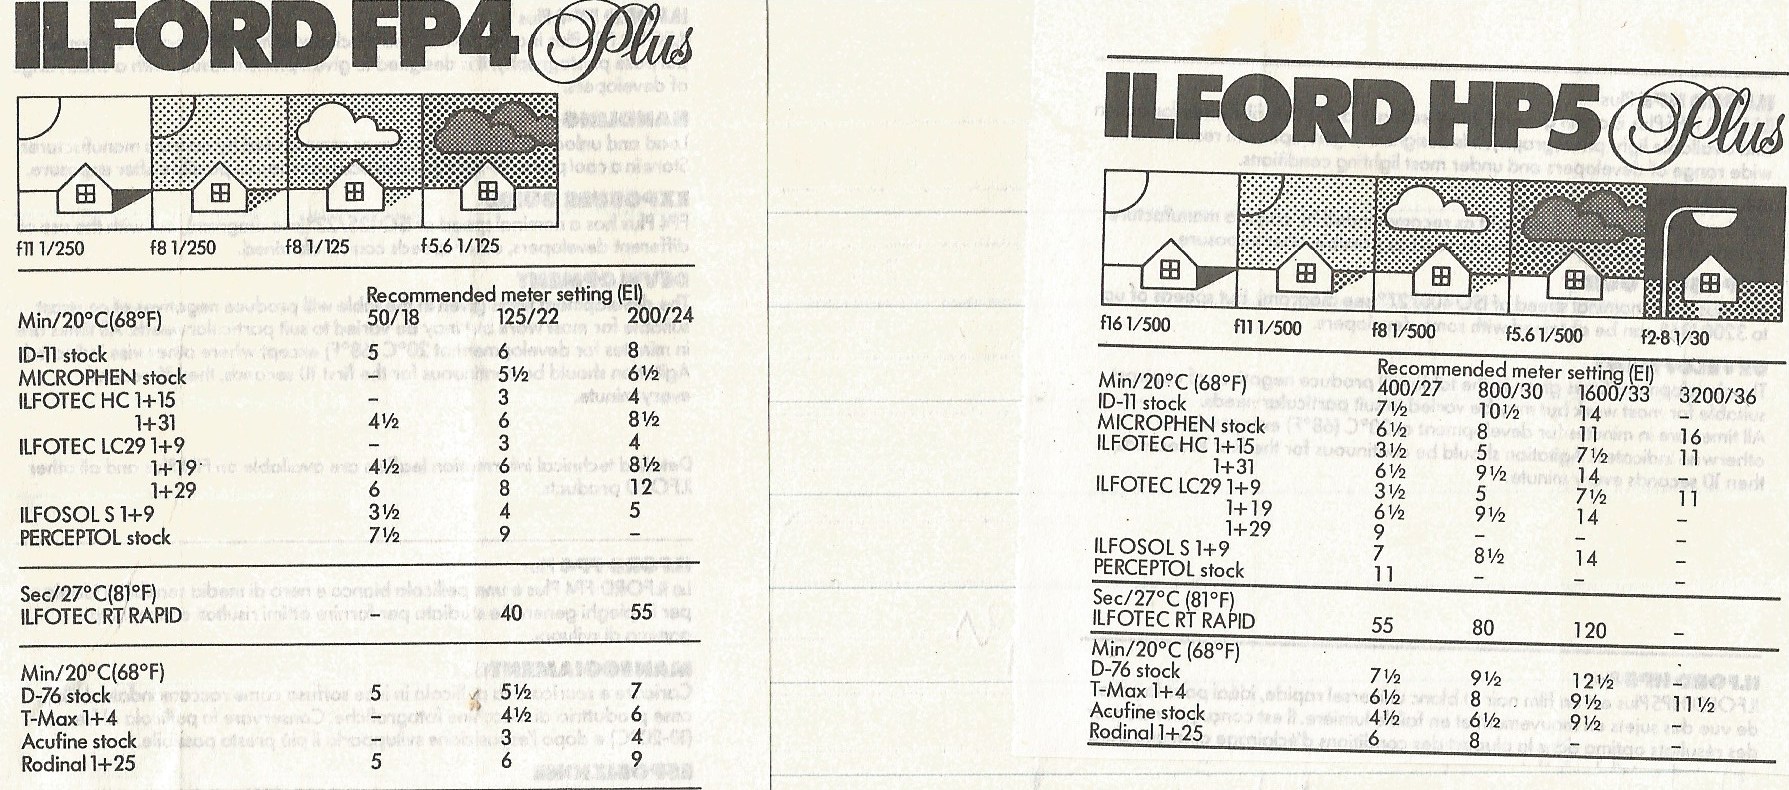 ILFORD FP4 Plus
f11 1/250 f8 1/250 f8 1/125 f5.6 1/125
Recommended meter setting (EI)
Min/20°C(68°F) 50/18 125/22 200/24
ID-11 stock 5 6 8
MICROPHEN stock – 5½ 6½
ILFOTEC HC 1+15 – 3 4
1+31 4½ 6 8½
ILFOTEC LC29 1+9 – 3 4
1+19 4½ 6 8½
1+29 6 8 12
ILFOSOL S 1+9 3½ 4 5
PERCEPTOL stock 7½ 9 –
Sec/27°C(81°F)
ILFOTEC RT RAPID – 40 55
Min/20°C(68°F)
D-76 stock 5 5½ 7
T-Max 1+4 – 4½ 6
Acufine stock – 3 4
Rodinal 1+25 5 6 9
ILFORD HP5 Plus
f16 1/500 f11 1/500 f8 1/500 f5.6 1/500 f2·8 1/30
Recommended meter setting (EI)
Min/20°C (68°F) 400/27 800/30 1600/33 3200/36
ID-11 stock 7½ 10½ 14 –
MICROPHEN stock 6½ 8 11 16
ILFOTEC HC 1+15 3½ 5 7½ 11
1+31 6½ 9½ 14 –
ILFOTEC LC29 1+9 3½ 5 7½ 11
1+19 6½ 9½ 14 –
1+29 9 – – –
ILFOSOL S 1+9 7 8½ 14 –
PERCEPTOL stock 11 – – –
Sec/27°C (81°F)
ILFOTEC RT RAPID 55 80 120 –
Min/20°C (68°F)
D-76 stock 7½ 9½ 12½ –
T-Max 1+4 6½ 8 9½ 11½
Acufine stock 4½ 6½ 9½ –
Rodinal 1+25 6 8 – –